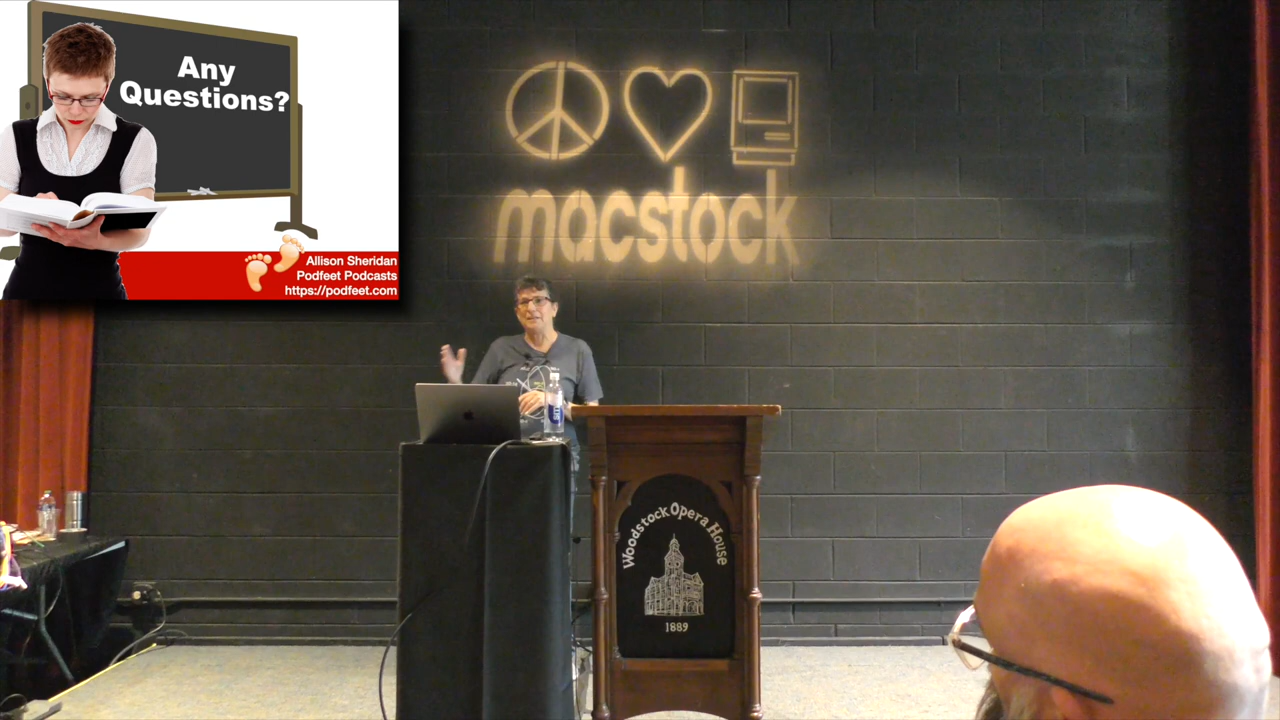 Any
Questions?
Allison Sheridan
Podfeet Podcasts
https://podfeet.com
macstock
Woodstock Opera House
1889